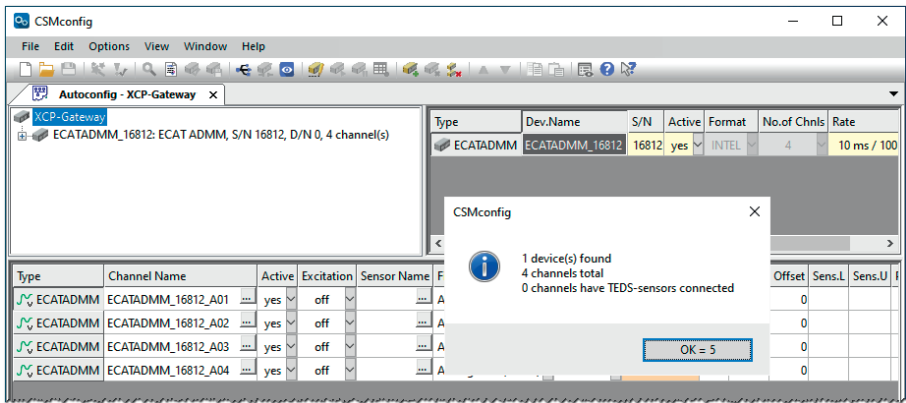 CSMconfig
File Edit Options View Window Help
Autoconfig - XCP-Gateway x
XCP-Gateway
ECATADMM_16812: ECAT ADMM, S/N 16812, D/N 0, 4 channel(s)
Type Dev.Name S/N Active Format No.of Chnls Rate
ECATADMM ECATADMM_16812 16812 yes INTEL 4 10 ms / 100
CSMconfig
1 device(s) found
4 channels total
0 channels have TEDS-sensors connected
OK = 5
Type Channel Name Active Excitation Sensor Name F Offset Sens.L Sens.U
ECATADMM ECATADMM_16812_A01 ... yes off ... A 0
ECATADMM ECATADMM_16812_A02 ... yes off ... A 0
ECATADMM ECATADMM_16812_A03 ... yes off ... A 0
ECATADMM ECATADMM_16812_A04 ... yes off ... A 0